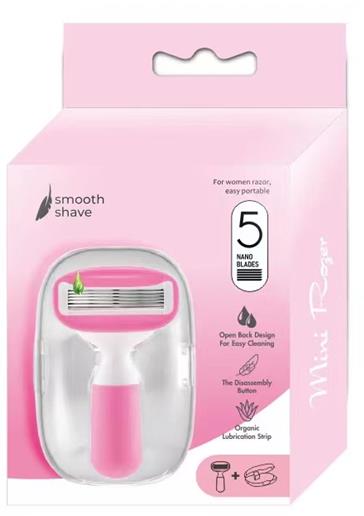 smooth
shave
For women razor,
easy portable
5
NANO
BLADES
Open Back Design
For Easy Cleaning
The Disassembly
Button
Organic
Lubrication Strip
+
Mini Rozer